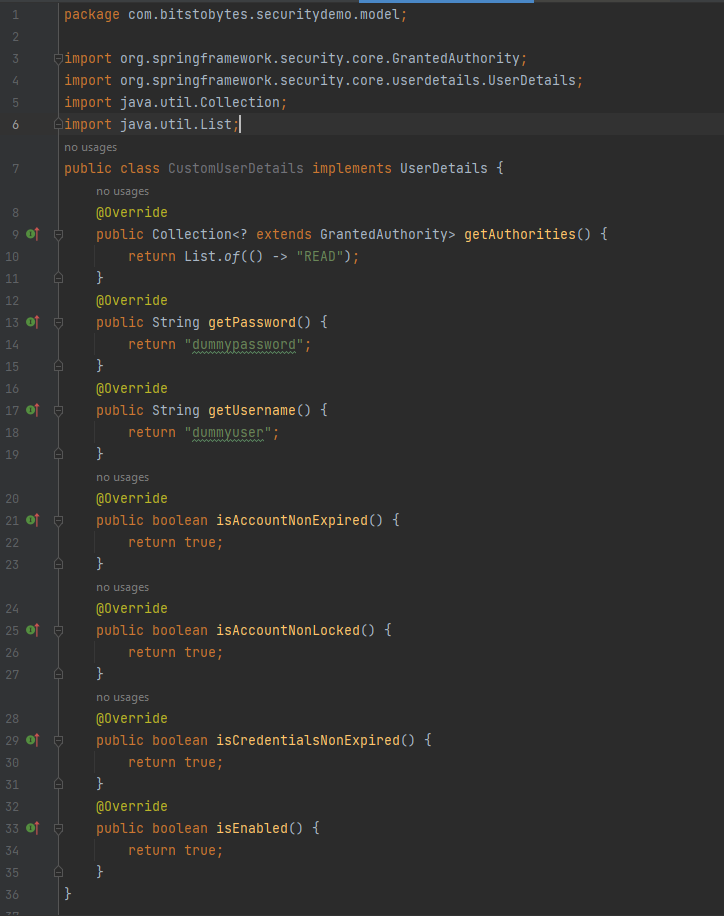 1 package com.bitstobytes.securitydemo.model;
2
3 import org.springframework.security.core.GrantedAuthority;
4 import org.springframework.security.core.userdetails.UserDetails;
5 import java.util.Collection;
6 import java.util.List;
no usages
7 public class CustomUserDetails implements UserDetails {
no usages
8 @Override
9 public Collection<? extends GrantedAuthority> getAuthorities() {
10 return List.of(() -> "READ");
11 }
12 @Override
13 public String getPassword() {
14 return "dummypassword";
15 }
16 @Override
17 public String getUsername() {
18 return "dummyuser";
19 }
no usages
20 @Override
21 public boolean isAccountNonExpired() {
22 return true;
23 }
no usages
24 @Override
25 public boolean isAccountNonLocked() {
26 return true;
27 }
no usages
28 @Override
29 public boolean isCredentialsNonExpired() {
30 return true;
31 }
32 @Override
33 public boolean isEnabled() {
34 return true;
35 }
36 }